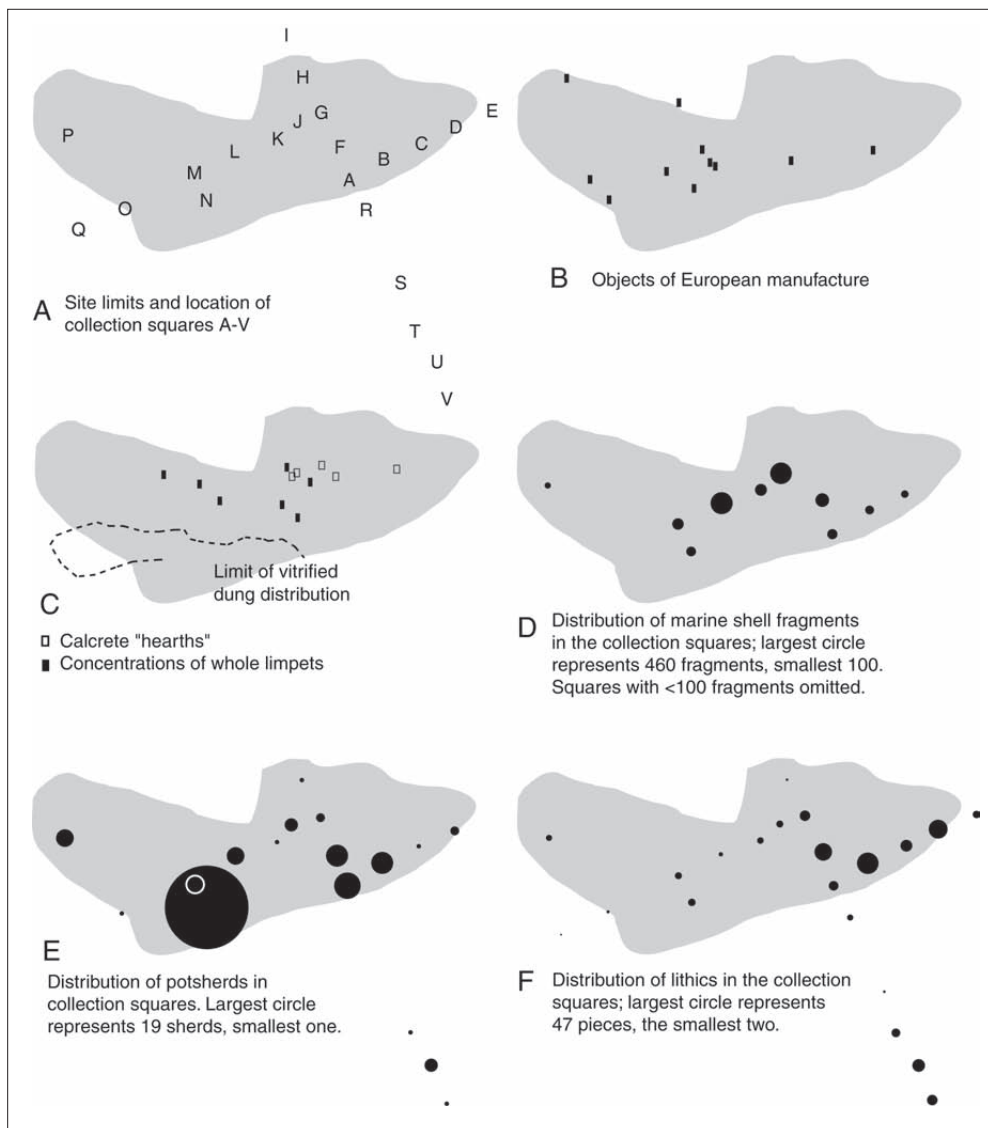 I
H
E
G
J
D
P
K
C
F
L
B
M
A
N
O
R
Q
B Objects of European manufacture
S
A Site limits and location of
collection squares A-V
T
U
V
Limit of vitrified
dung distribution
C
Calcrete "hearths"
Concentrations of whole limpets
D Distribution of marine shell fragments
in the collection squares; largest circle
represents 460 fragments, smallest 100.
Squares with <100 fragments omitted.
E
Distribution of potsherds in
collection squares. Largest circle
represents 19 sherds, smallest one.
F Distribution of lithics in the collection
squares; largest circle represents
47 pieces, the smallest two.